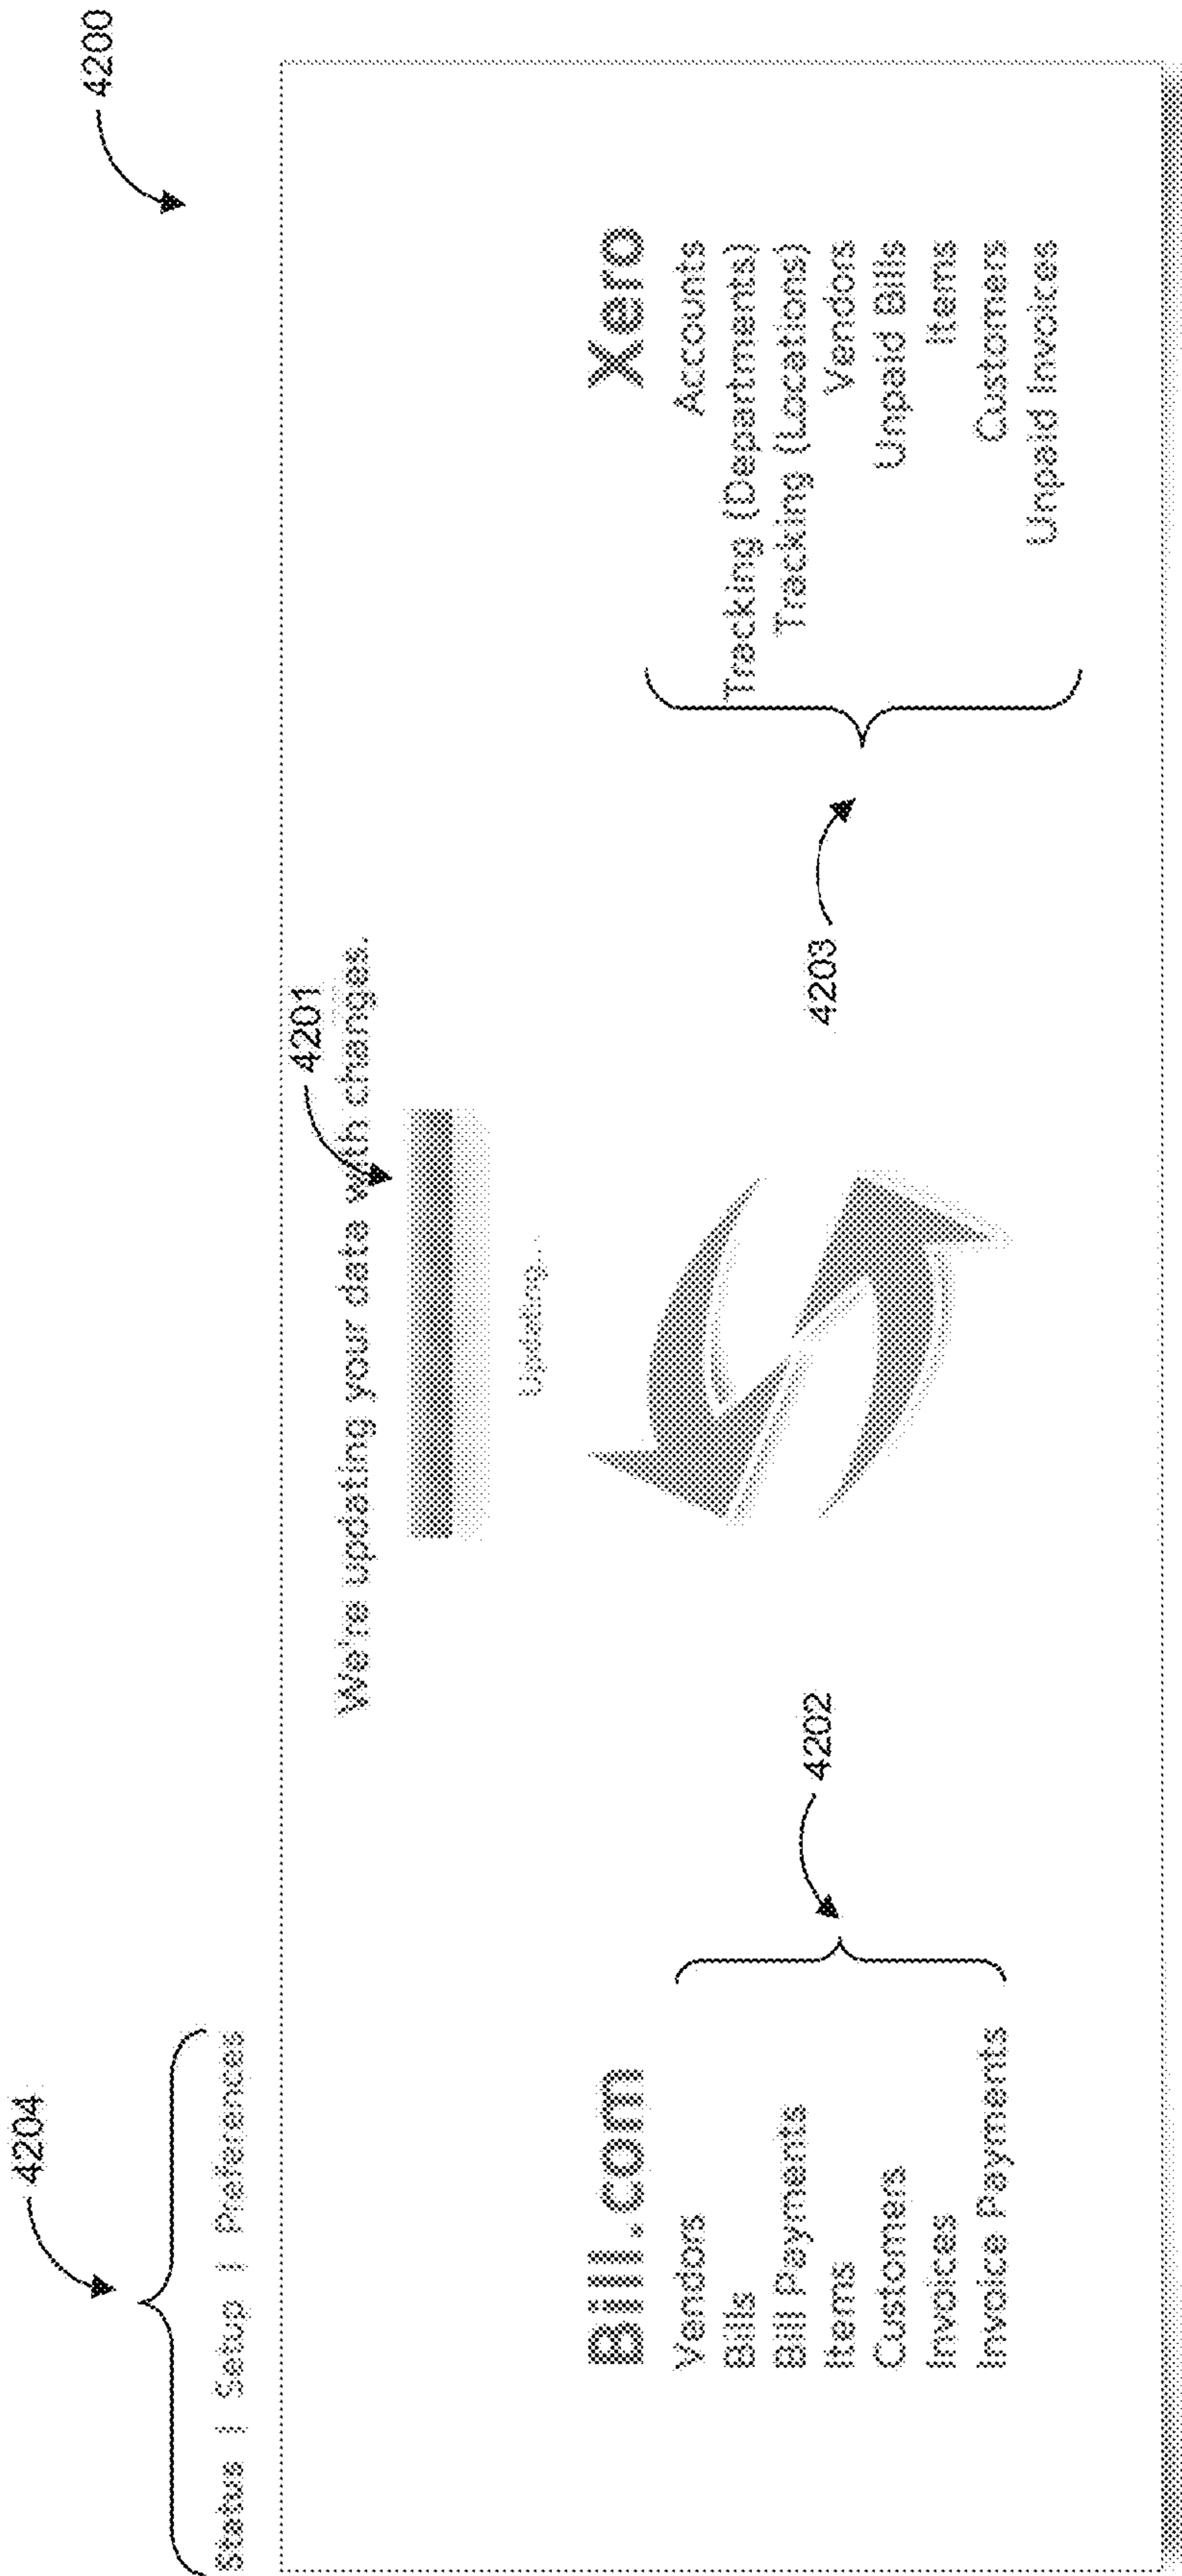 4204
4200
Status | Setup | Preferences
4201
We're updating your data with changes.
Updating...
Bill.com
Vendors
Bills
Bill Payments
Items
Customers
Invoices
Invoice Payments
4202
4203
Xero
Accounts
Tracking (Departments)
Tracking (Locations)
Vendors
Unpaid Bills
Items
Customers
Unpaid Invoices